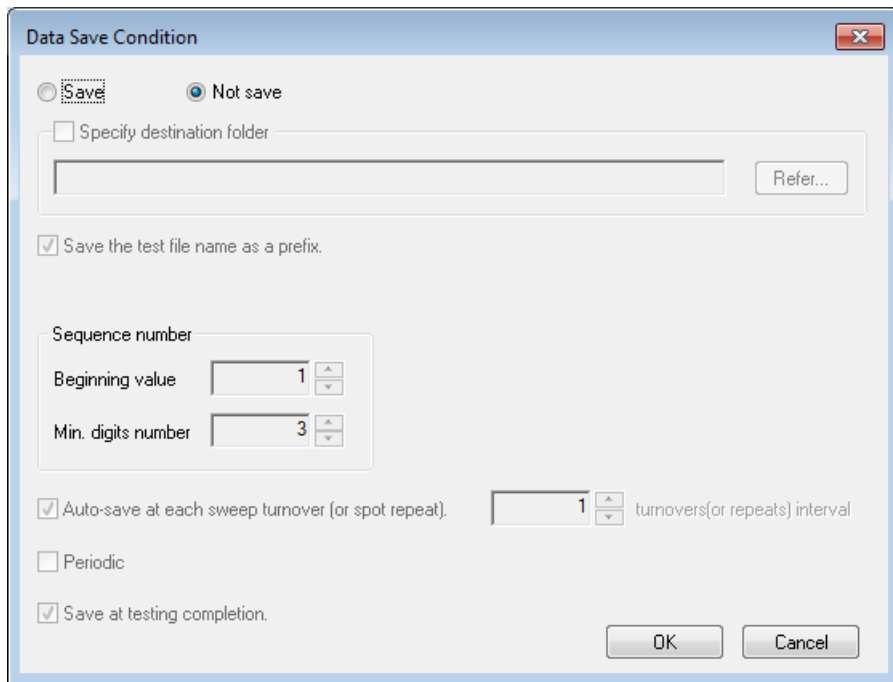 Data Save Condition
Save Not save
Specify destination folder
Refer...
Save the test file name as a prefix.
Sequence number
Beginning value 1
Min. digits number 3
Auto-save at each sweep turnover (or spot repeat). 1 turnovers(or repeats) interval
Periodic
Save at testing completion.
OK Cancel